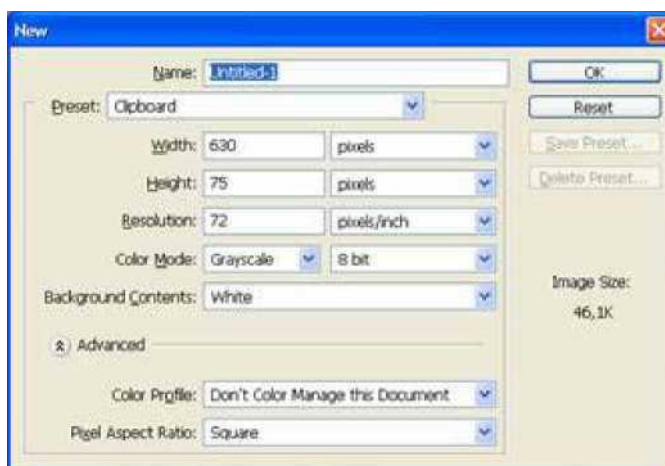 New
Name: Untitled-1
OK
Preset: Clipboard
Reset
Width: 630 pixels
Save Preset...
Height: 75 pixels
Delete Preset...
Resolution: 72 pixels/inch
Color Mode: Grayscale 8 bit
Image Size:
Background Contents: White
46,1K
Advanced
Color Profile: Don't Color Manage this Document
Pixel Aspect Ratio: Square